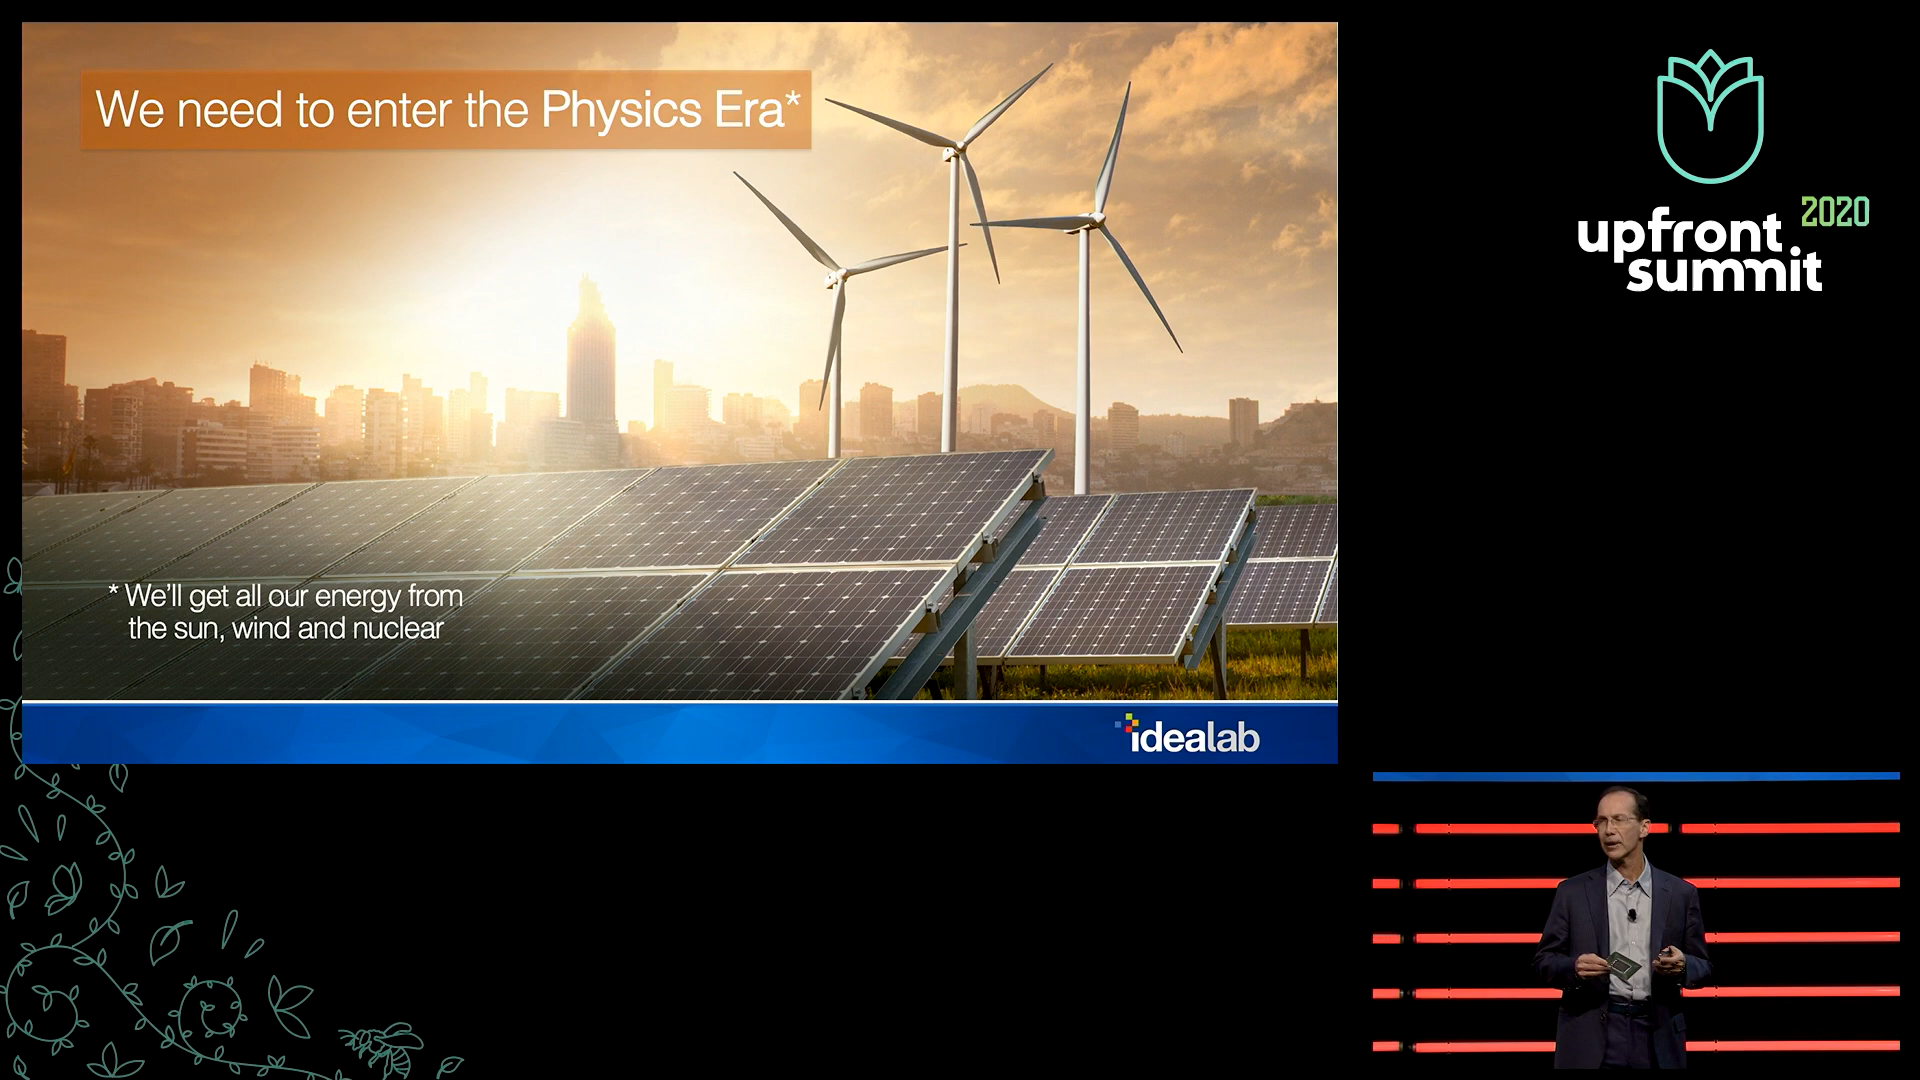 We need to enter the Physics Era*
* We'll get all our energy from
the sun, wind and nuclear
idealab
2020
upfront
summit